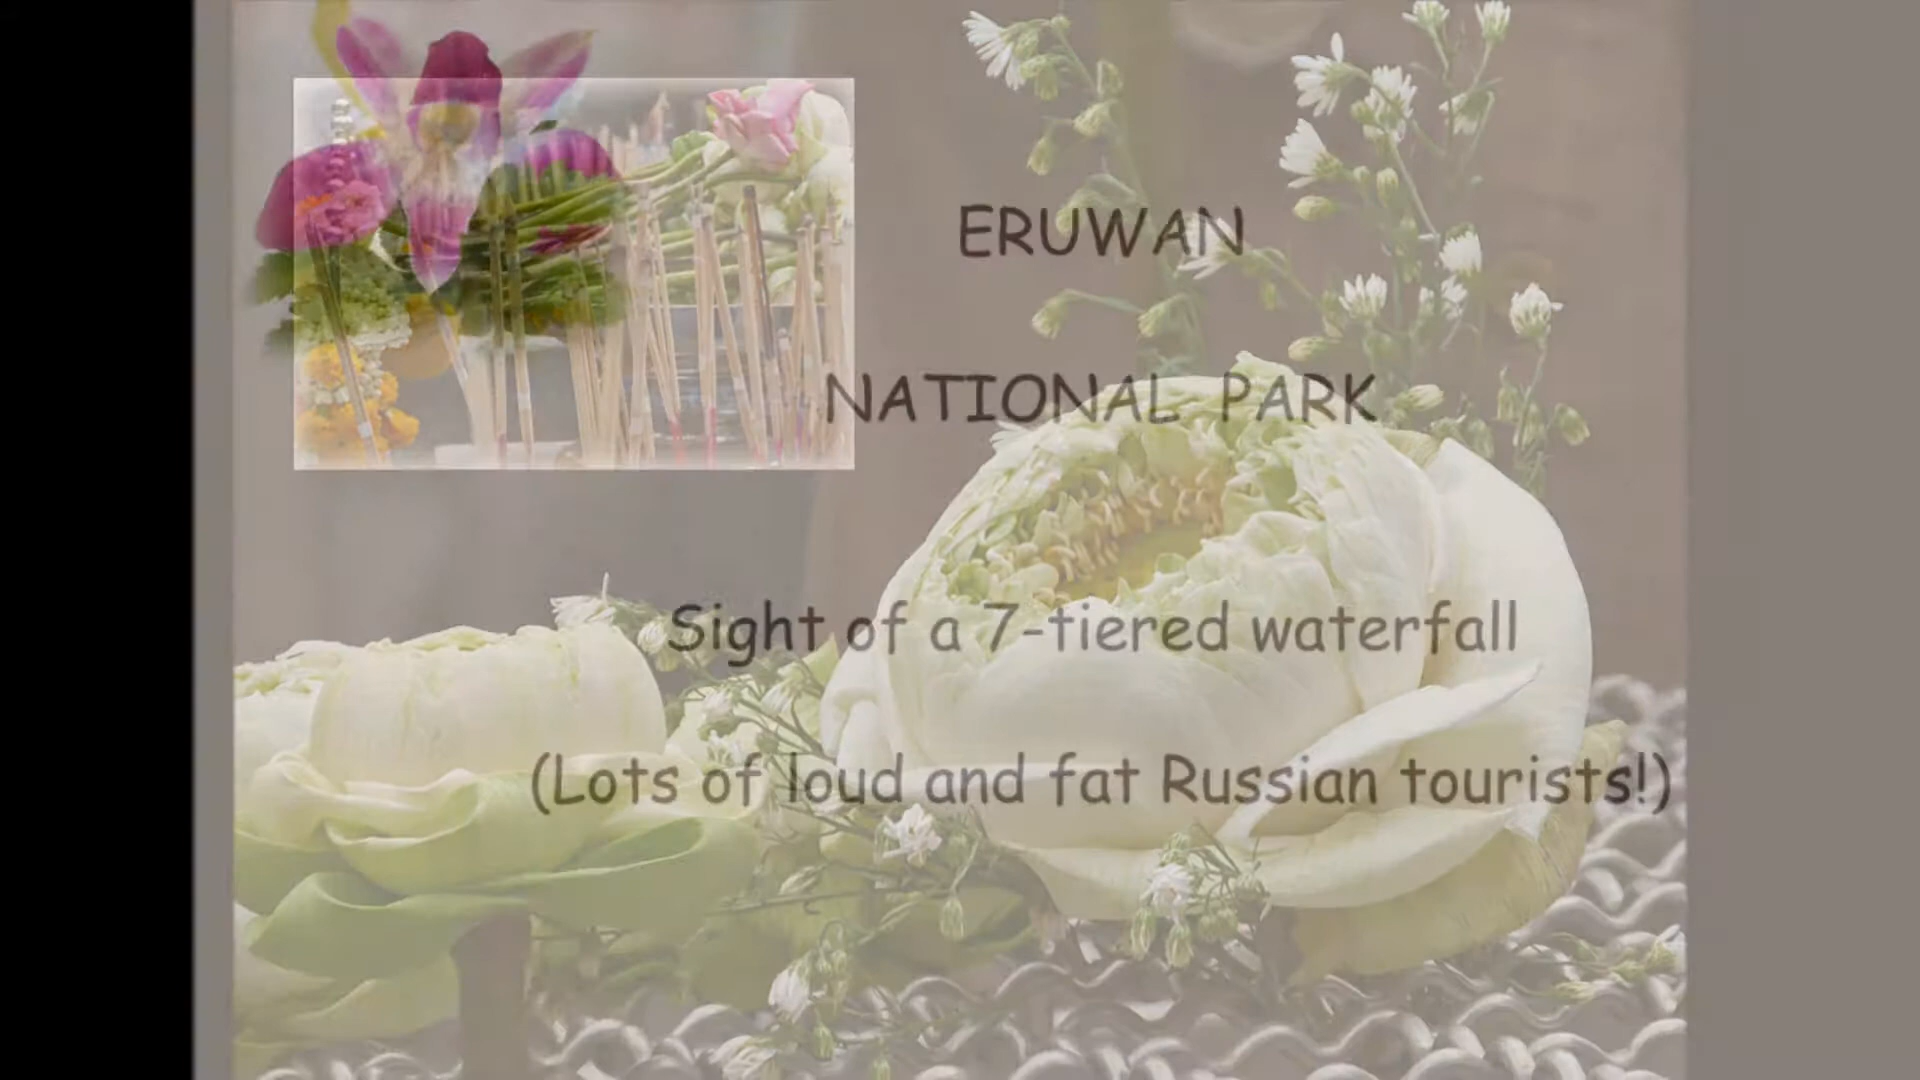 ERUWAN
NATIONAL PARK
Sight of a 7-tiered waterfall
(Lots of loud and fat Russian tourists!)